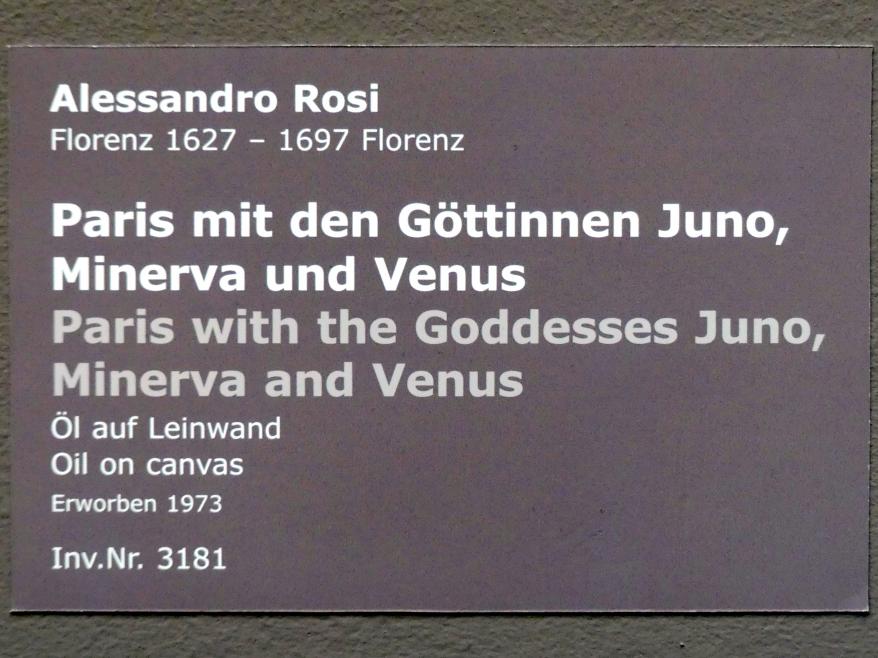 Alessandro Rosi
Florenz 1627 – 1697 Florenz
Paris mit den Göttinnen Juno,
Minerva und Venus
Paris with the Goddesses Juno,
Minerva and Venus
Öl auf Leinwand
Oil on canvas
Erworben 1973
Inv.Nr. 3181